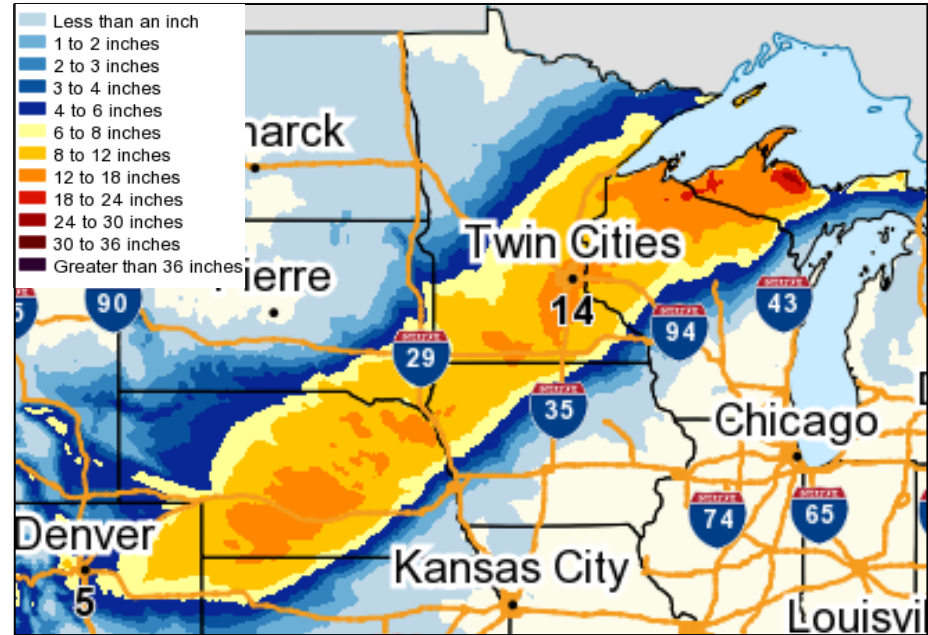 Less than an inch
1 to 2 inches
2 to 3 inches
3 to 4 inches
4 to 6 inches
6 to 8 inches
8 to 12 inches
12 to 18 inches
18 to 24 inches
24 to 30 inches
30 to 36 inches
Greater than 36 inches
marck
Twin Cities
14
Pierre
5
90
29
94
43
35
Chicago
74
65
Denver
5
Kansas City
Louisvi